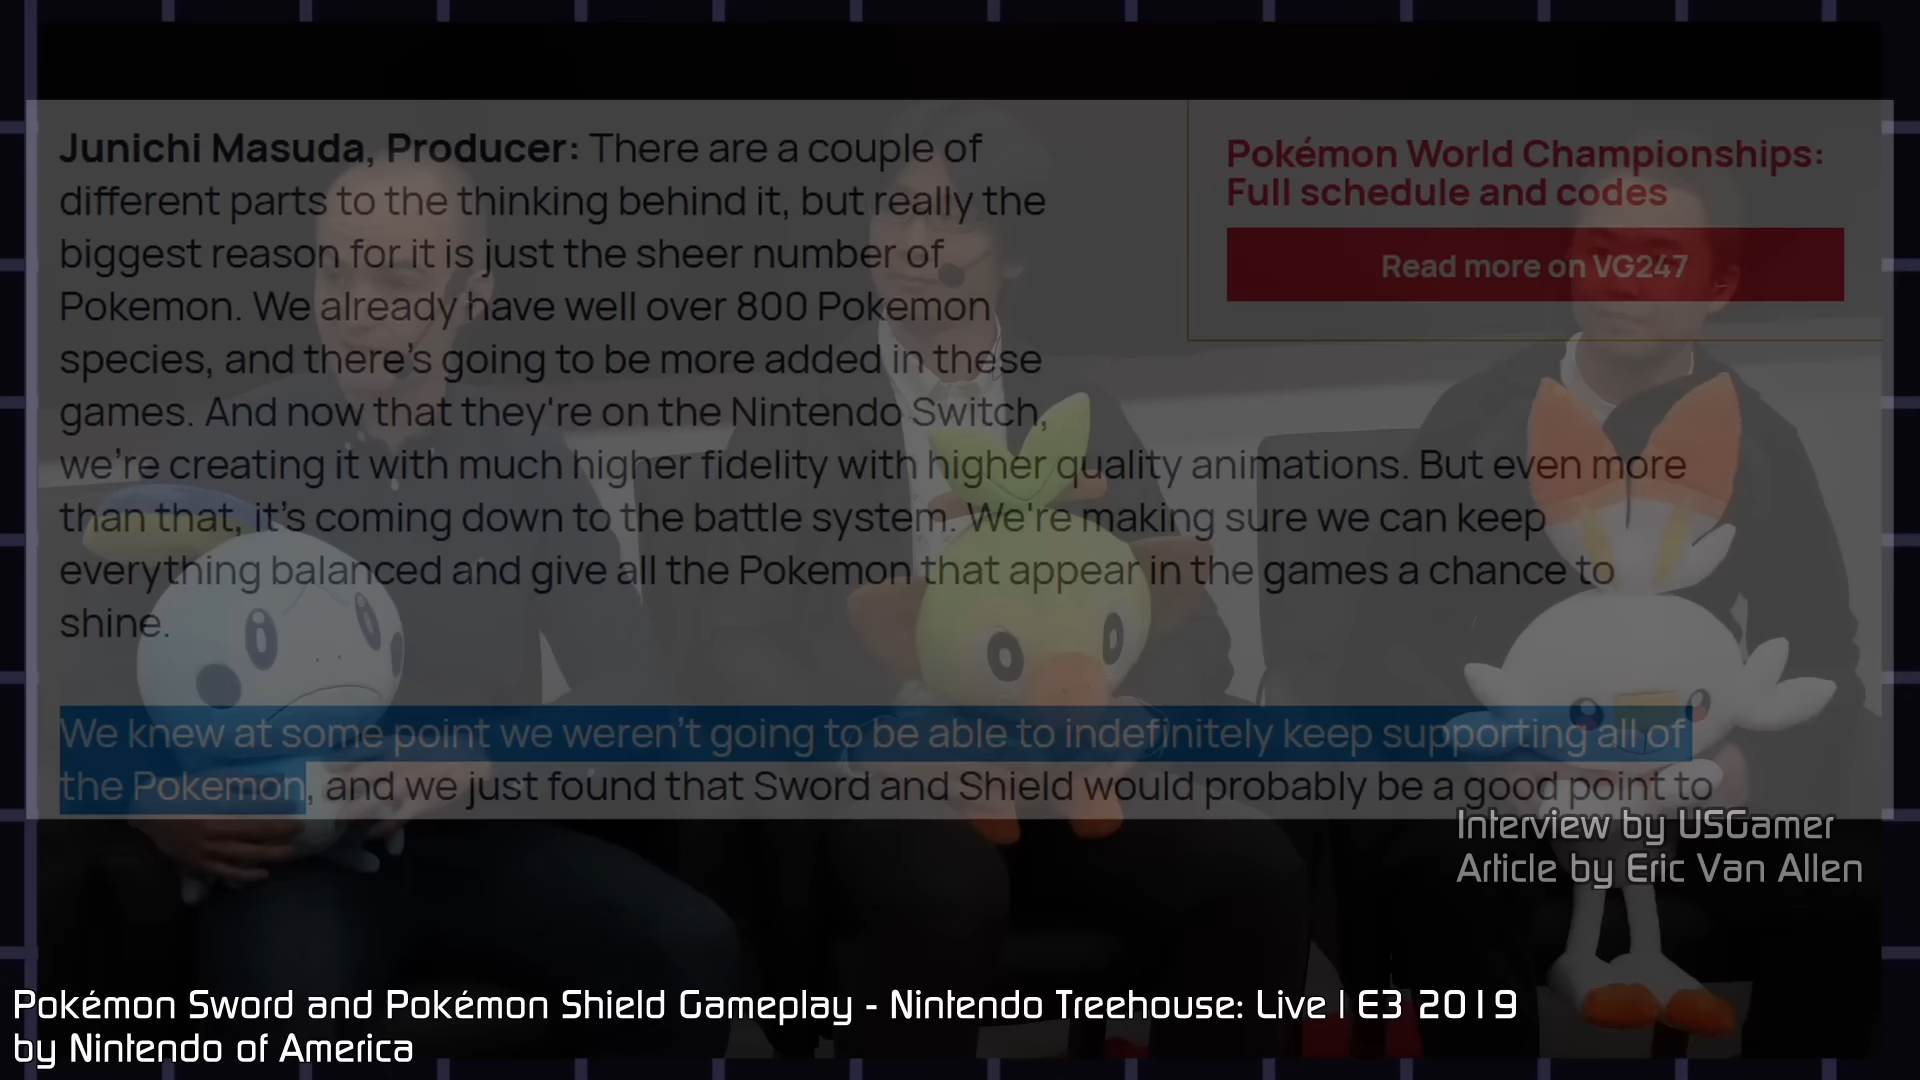 Junichi Masuda, Producer: There are a couple of
different parts to the thinking behind it, but really the
biggest reason for it is just the sheer number of
Pokemon. We already have well over 800 Pokemon
species, and there's going to be more added in these
games. And now that they're on the Nintendo Switch,
we're creating it with much higher fidelity with higher quality animations. But even more
than that, it's coming down to the battle system. We're making sure we can keep
everything balanced and give all the Pokemon that appear in the games a chance to
shine.
We knew at some point we weren't going to be able to indefinitely keep supporting all of
the Pokemon, and we just found that Sword and Shield would probably be a good point to
Pokémon World Championships:
Full schedule and codes
Read more on VG247
Interview by USGamer
Article by Eric Van Allen
Pokémon Sword and Pokémon Shield Gameplay - Nintendo Treehouse: Live | E3 2019
by Nintendo of America